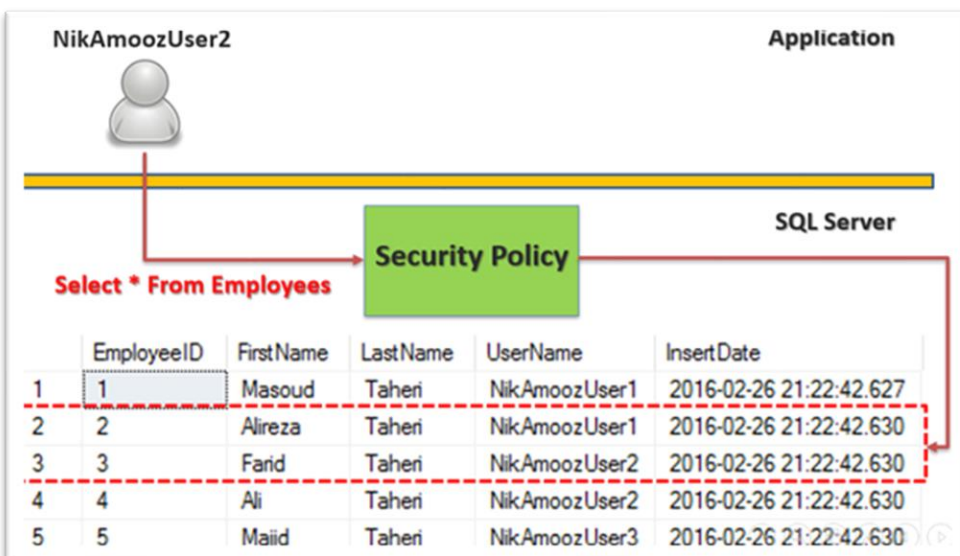 NikAmoozUser2
Application
SQL Server
Security Policy
Select * From Employees
EmployeeID FirstName LastName UserName InsertDate
1 1 Masoud Taheri NikAmoozUser1 2016-02-26 21:22:42.627
2 2 Alireza Taheri NikAmoozUser1 2016-02-26 21:22:42.630
3 3 Farid Taheri NikAmoozUser2 2016-02-26 21:22:42.630
4 4 Ali Taheri NikAmoozUser2 2016-02-26 21:22:42.630
5 5 Majid Taheri NikAmoozUser3 2016-02-26 21:22:42.630